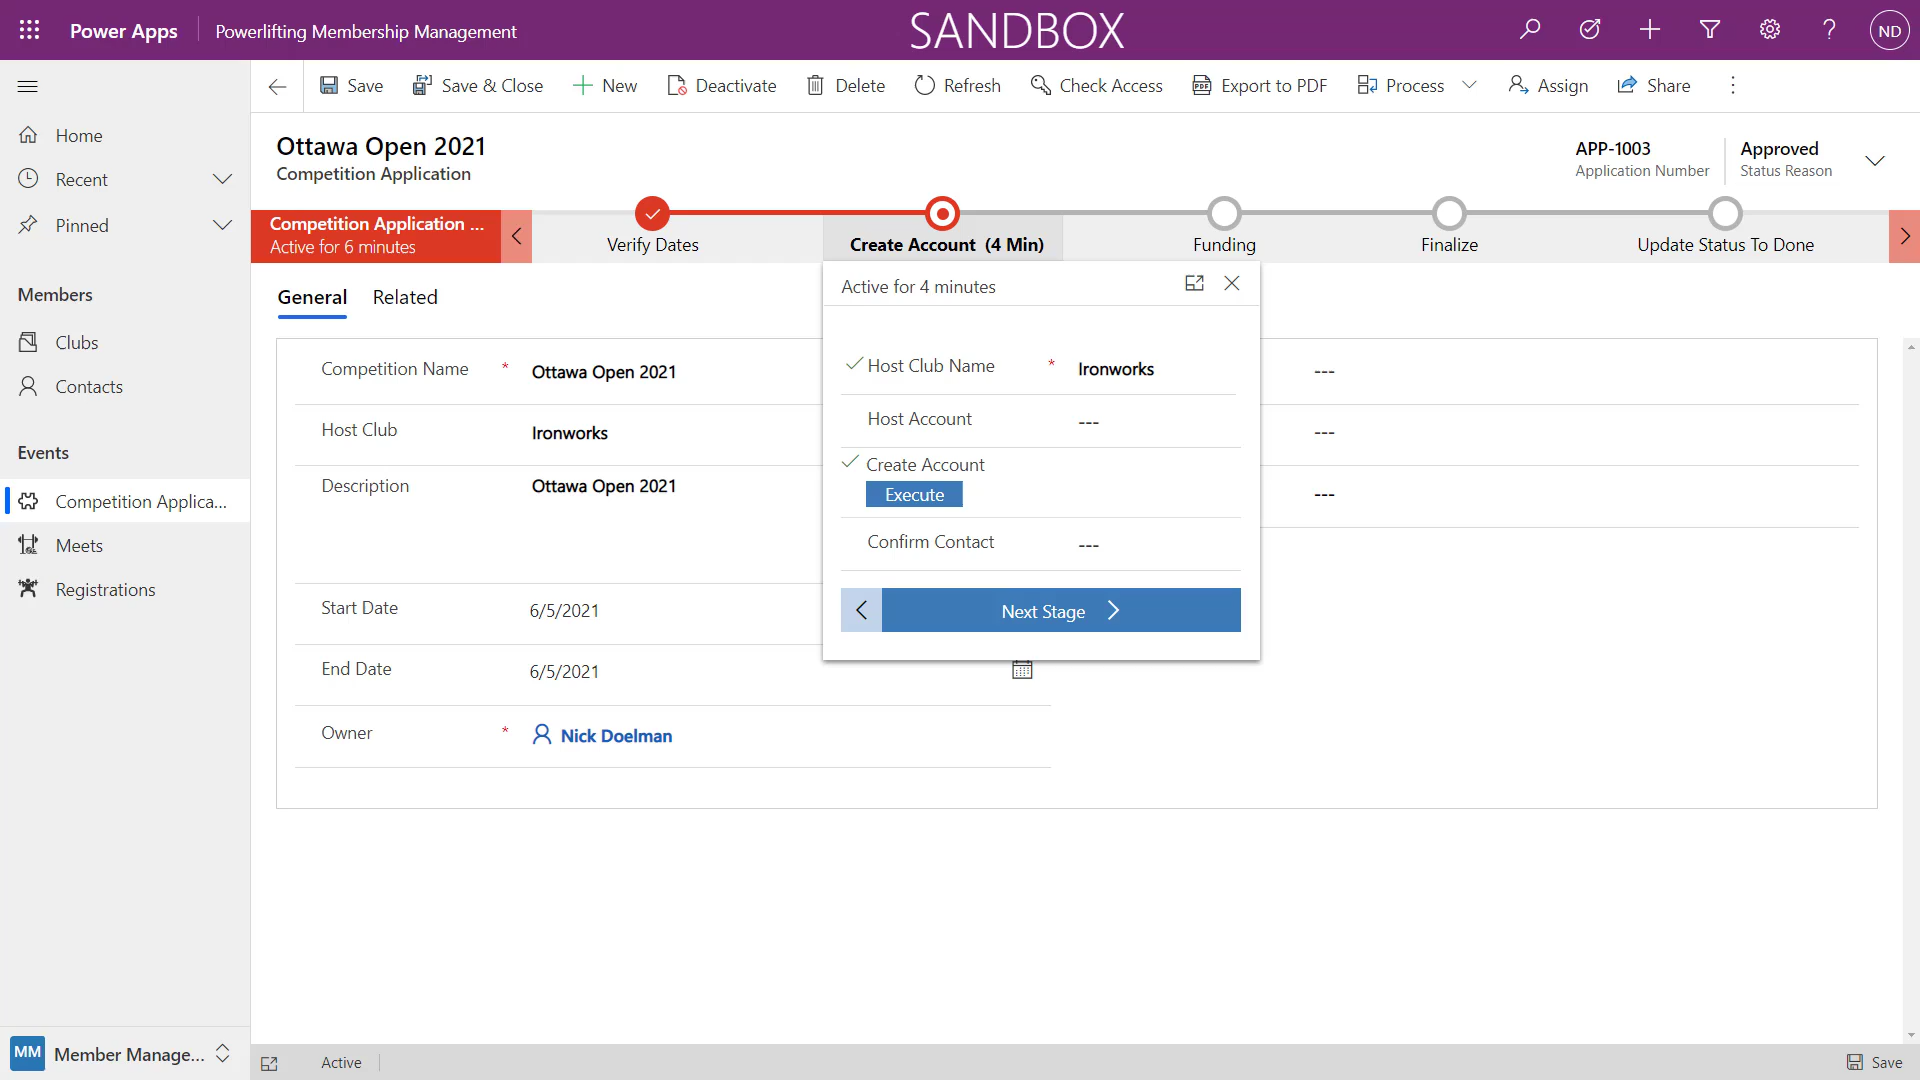 Power Apps
Powerlifting Membership Management
SANDBOX
ND
Save
Save & Close
New
Deactivate
Delete
Refresh
Check Access
Export to PDF
Process
Assign
Share
Home
Recent
Pinned
Members
Clubs
Contacts
Events
Competition Applica...
Meets
Registrations
MM
Member Manage...
Ottawa Open 2021
Competition Application
APP-1003
Application Number
Approved
Status Reason
Competition Application ...
Active for 6 minutes
Verify Dates
Create Account (4 Min)
Funding
Finalize
Update Status To Done
General
Related
Competition Name * Ottawa Open 2021
Host Club Ironworks
Description Ottawa Open 2021
Start Date 6/5/2021
End Date 6/5/2021
Owner * Nick Doelman
Active for 4 minutes
Host Club Name * Ironworks
Host Account ---
Create Account
Execute
Confirm Contact ---
Next Stage
---
---
---
Active
Save